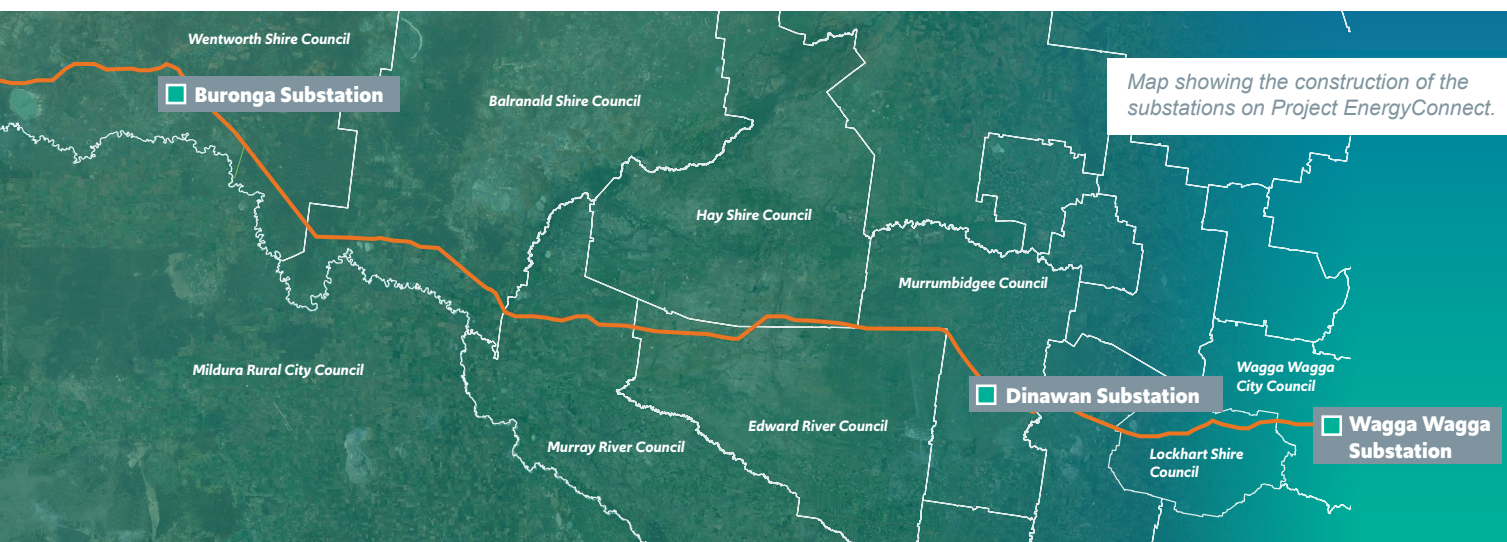 Wentworth Shire Council
Map showing the construction of the
substations on Project EnergyConnect.
Buronga Substation
Balranald Shire Council
Hay Shire Council
Murrumbidgee Council
Mildura Rural City Council
Wagga Wagga
City Council
Dinawan Substation
Edward River Council
Wagga Wagga
Substation
Murray River Council
Lockhart Shire
Council